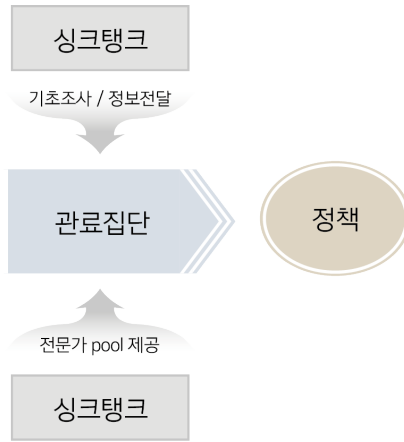 싱크탱크
기초조사 / 정보전달
관료집단
정책
전문가 pool 제공
싱크탱크